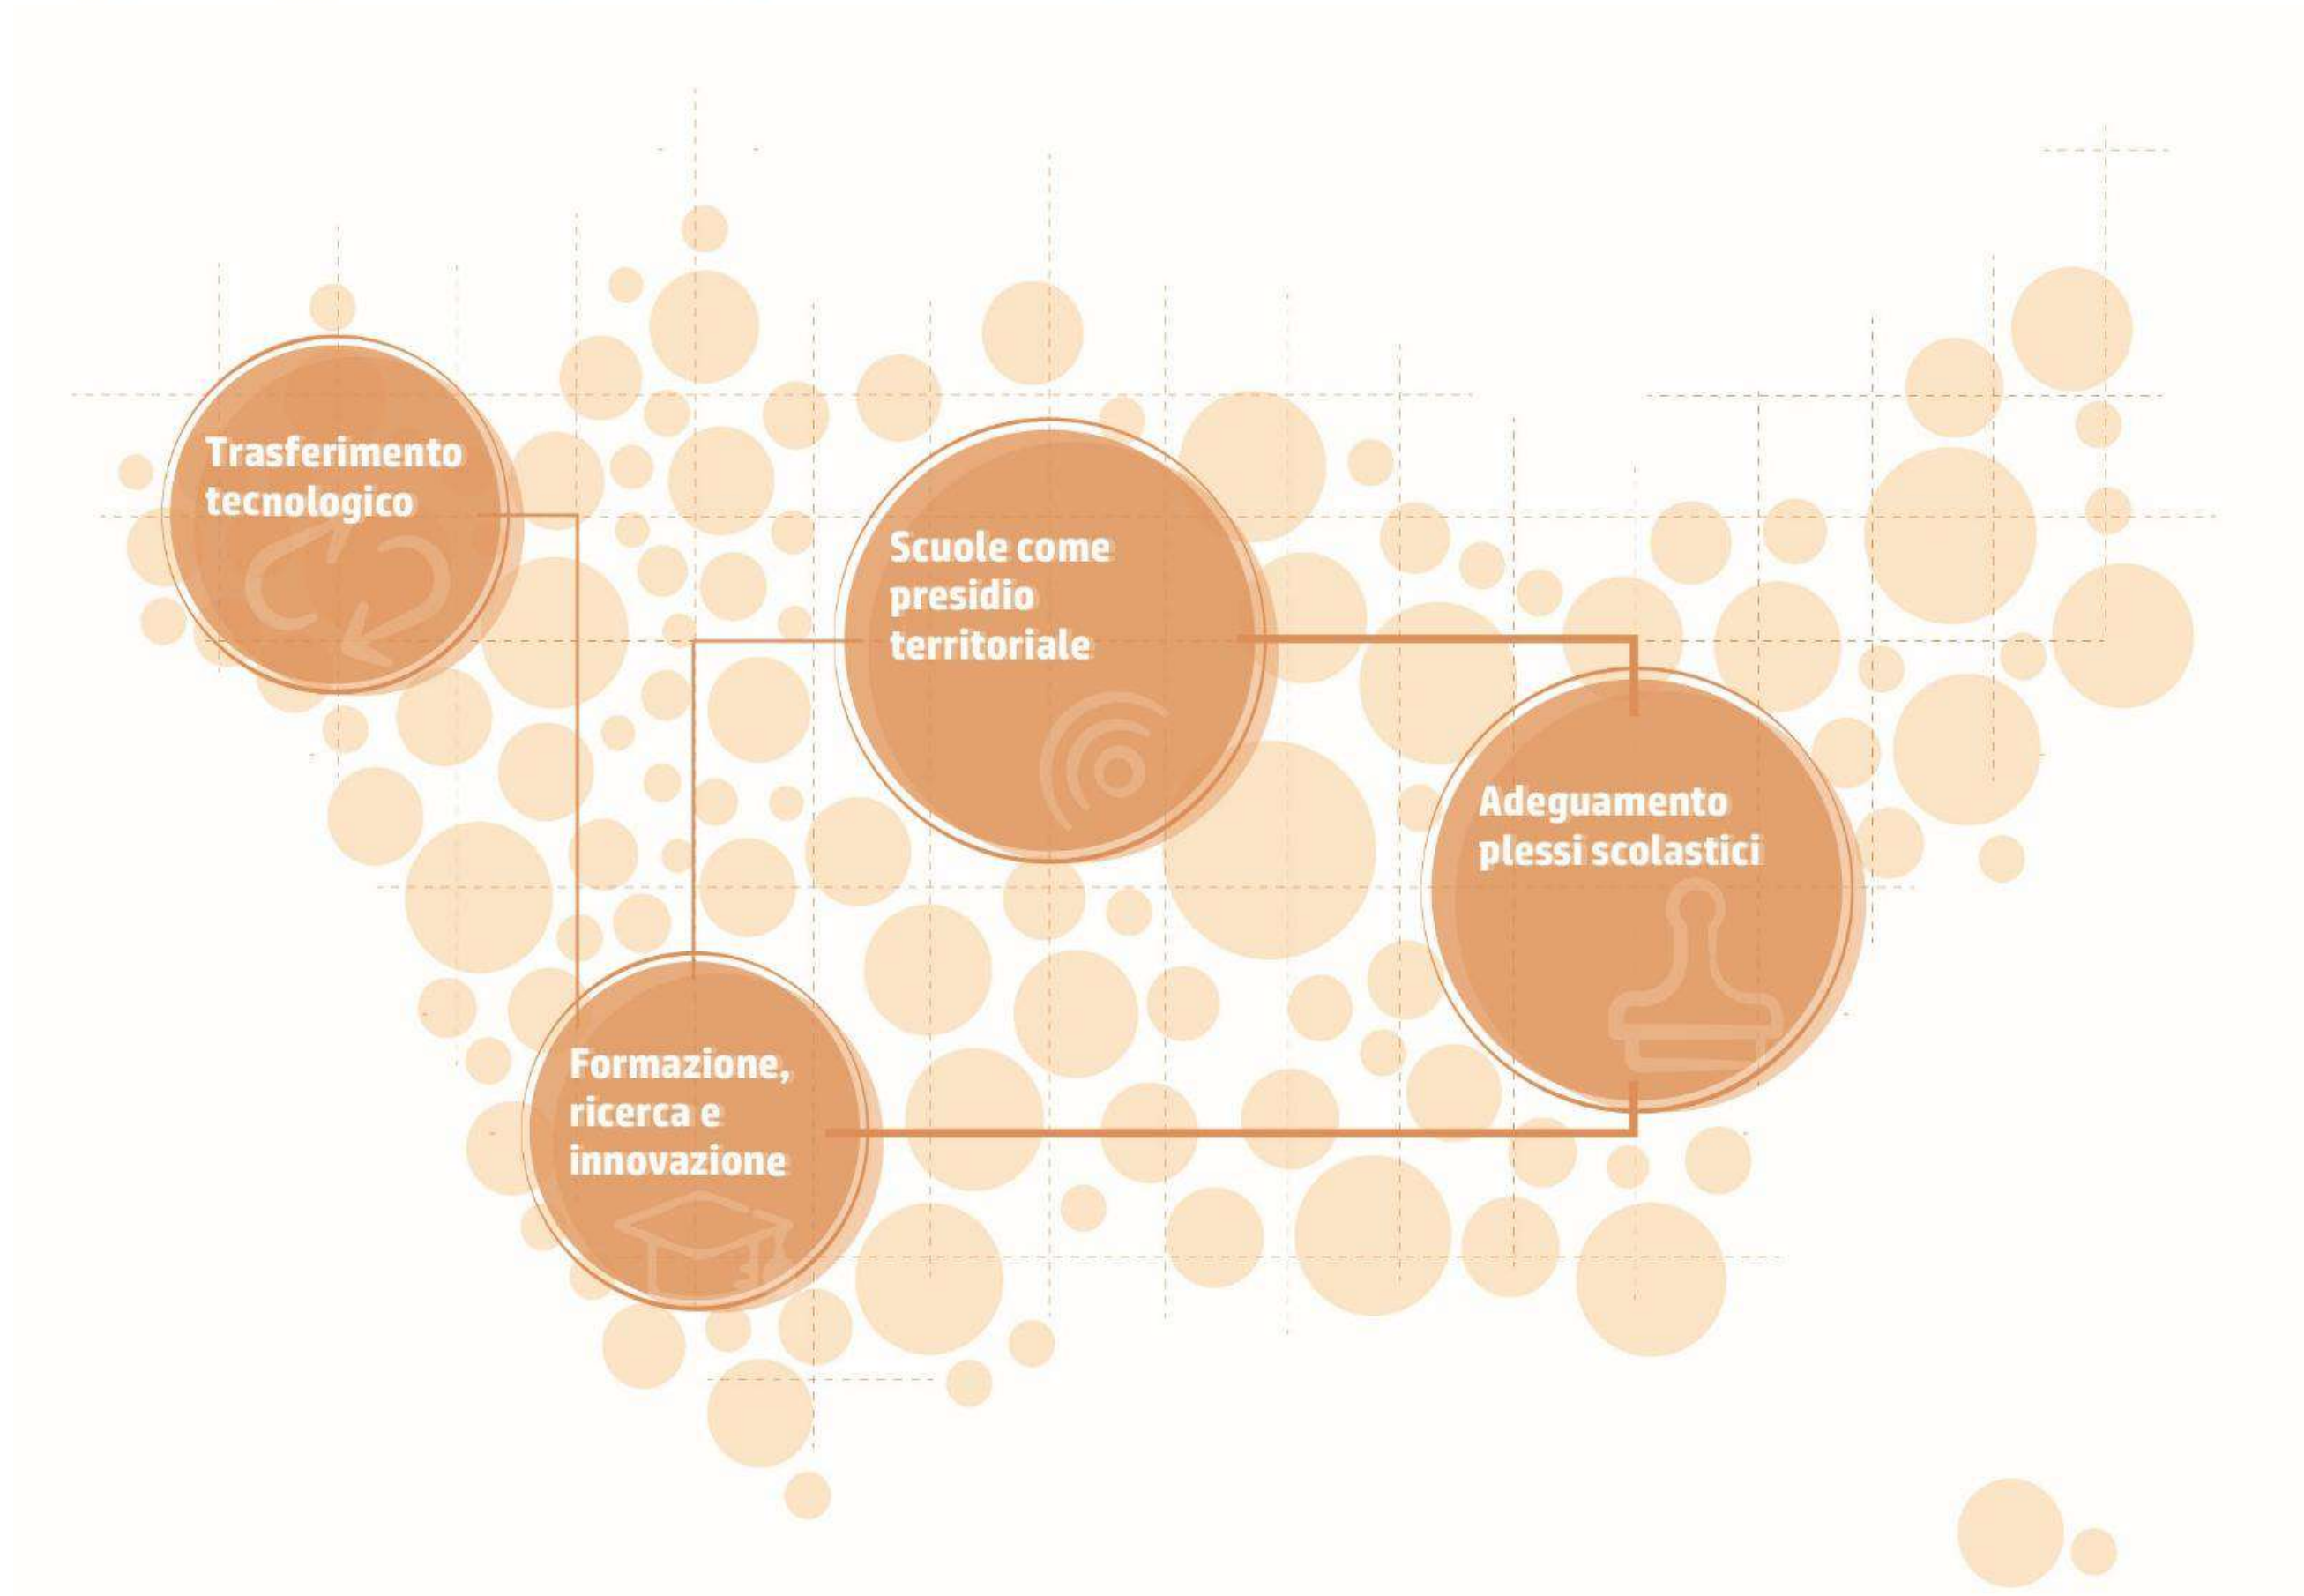 Trasferimento
tecnologico
Scuole come
presidio
territoriale
Adeguamento
plessi scolastici
Formazione,
ricerca e
innovazione